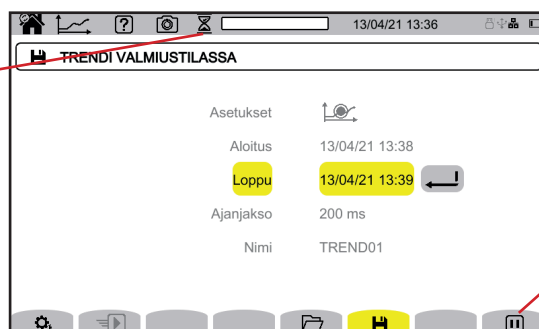 13/04/21 13:36
TRENDI VALMIUSTILASSA
Asetukset
Aloitus 13/04/21 13:38
Loppu 13/04/21 13:39
Ajanjakso 200 ms
Nimi TREND01